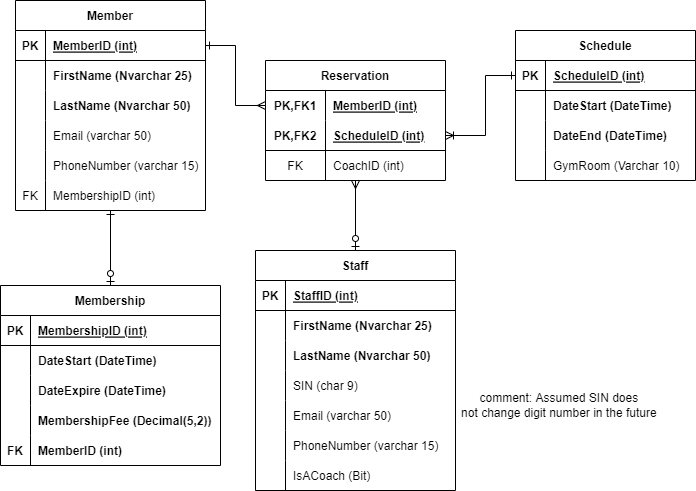 Member
PK MemberID (int)
FirstName (Nvarchar 25)
LastName (Nvarchar 50)
Email (varchar 50)
PhoneNumber (varchar 15)
FK MembershipID (int)
Reservation
PK,FK1 MemberID (int)
PK,FK2 ScheduleID (int)
FK CoachID (int)
Schedule
PK ScheduleID (int)
DateStart (DateTime)
DateEnd (DateTime)
GymRoom (Varchar 10)
Membership
PK MembershipID (int)
DateStart (DateTime)
DateExpire (DateTime)
MembershipFee (Decimal(5,2))
FK MemberID (int)
Staff
PK StaffID (int)
FirstName (Nvarchar 25)
LastName (Nvarchar 50)
SIN (char 9)
Email (varchar 50)
PhoneNumber (varchar 15)
IsACoach (Bit)
comment: Assumed SIN does
not change digit number in the future